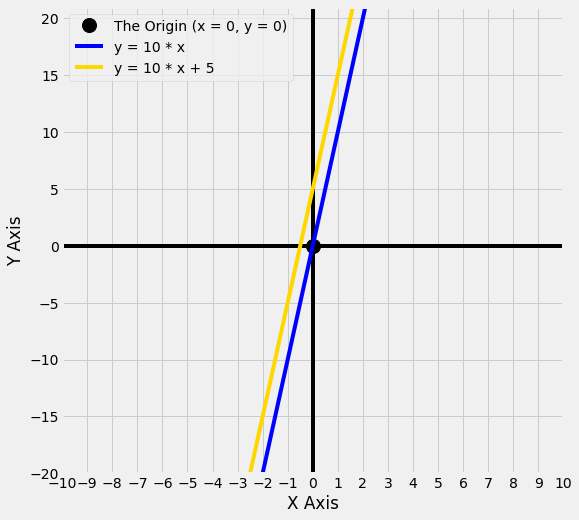 The Origin (x = 0, y = 0)
y = 10 * x
y = 10 * x + 5
20
15
10
5
0
−5
−10
−15
−20
Y Axis
−10 −9 −8 −7 −6 −5 −4 −3 −2 −1 0 1 2 3 4 5 6 7 8 9 10
X Axis